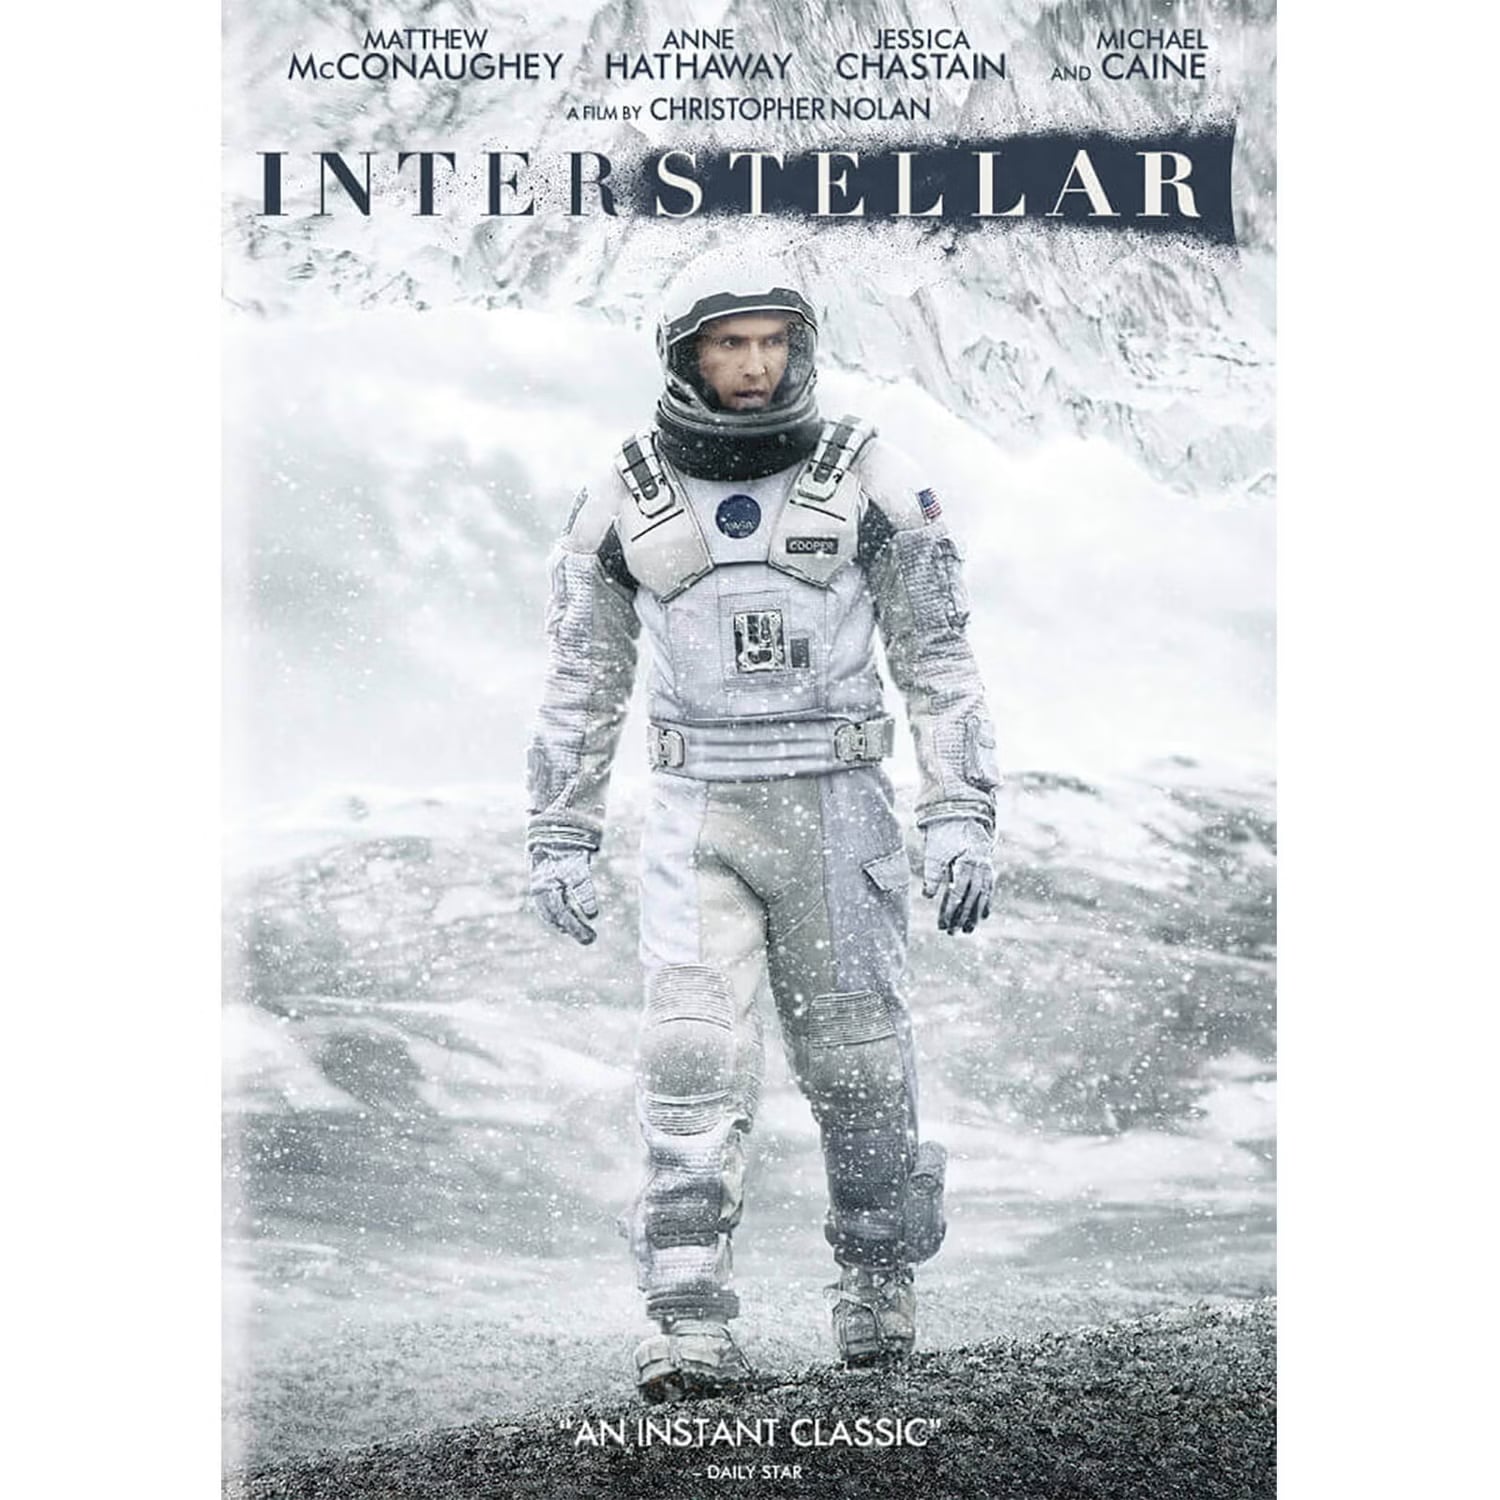 MATTHEW
McCONAUGHEY
ANNE
HATHAWAY
JESSICA
CHASTAIN
MICHAEL
AND CAINE
A FILM BY CHRISTOPHER NOLAN
INTERSTELLAR
NASA
COOPER
"AN INSTANT CLASSIC"
– DAILY STAR